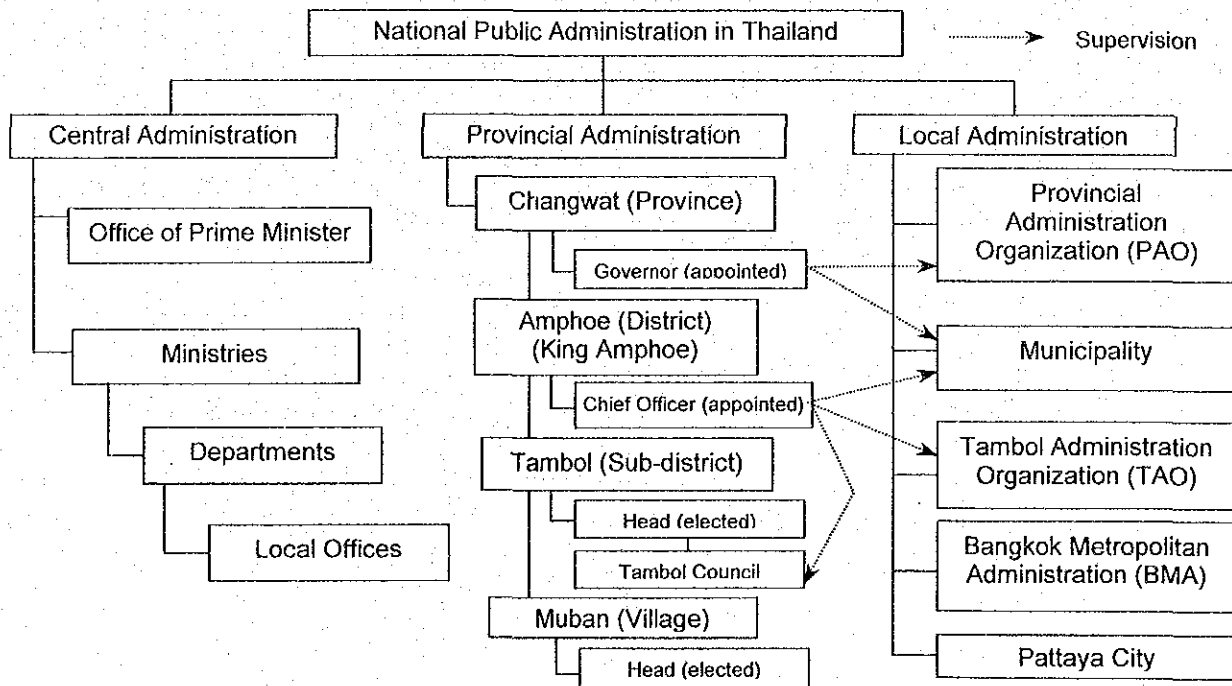 National Public Administration in Thailand
Supervision
Central Administration
Office of Prime Minister
Ministries
Departments
Local Offices
Provincial Administration
Changwat (Province)
Governor (appointed)
Amphoe (District)
(King Amphoe)
Chief Officer (appointed)
Tambol (Sub-district)
Head (elected)
Tambol Council
Muban (Village)
Head (elected)
Local Administration
Provincial
Administration
Organization (PAO)
Municipality
Tambol Administration
Organization (TAO)
Bangkok Metropolitan
Administration (BMA)
Pattaya City